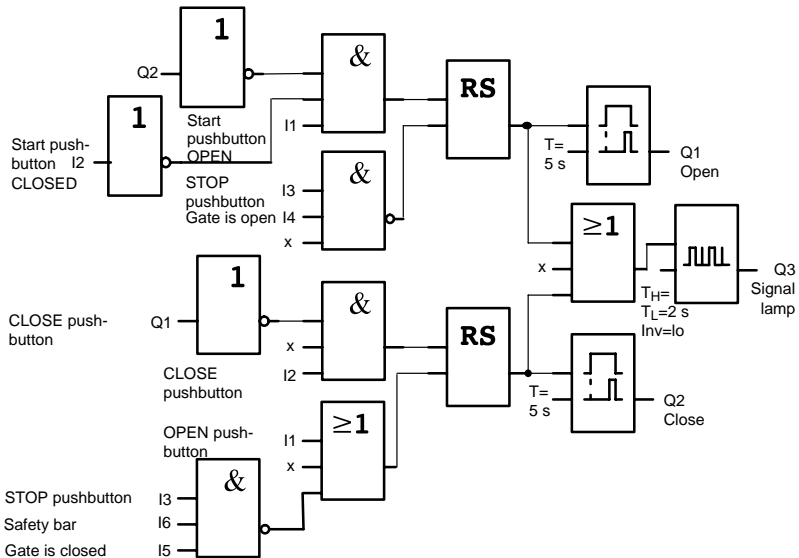 1
Q2
&
RS
1
Start
pushbutton
OPEN
I1
Start push-
button I2
CLOSED
T=
5 s
Q1
Open
STOP
pushbutton
Gate is open
I3
I4
x
&
≥1
x
Q3
Signal
lamp
TH=
TL=2 s
Inv=lo
1
&
RS
CLOSE push-
button
Q1
x
I2
CLOSE
pushbutton
T=
5 s
Q2
Close
OPEN push-
button
I1
x
≥1
&
STOP pushbutton I3
Safety bar I6
Gate is closed I5